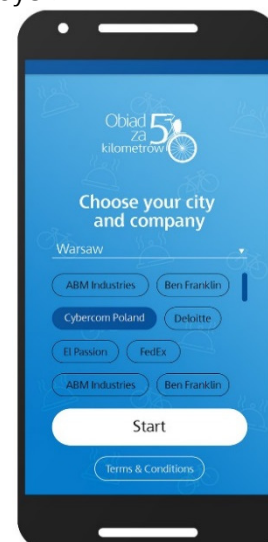 Obiad 5
za
kilometrów
Choose your city
and company
Warsaw
ABM Industries Ben Franklin
Cybercom Poland Deloitte
El Passion FedEx
ABM Industries Ben Franklin
Start
Terms & Conditions